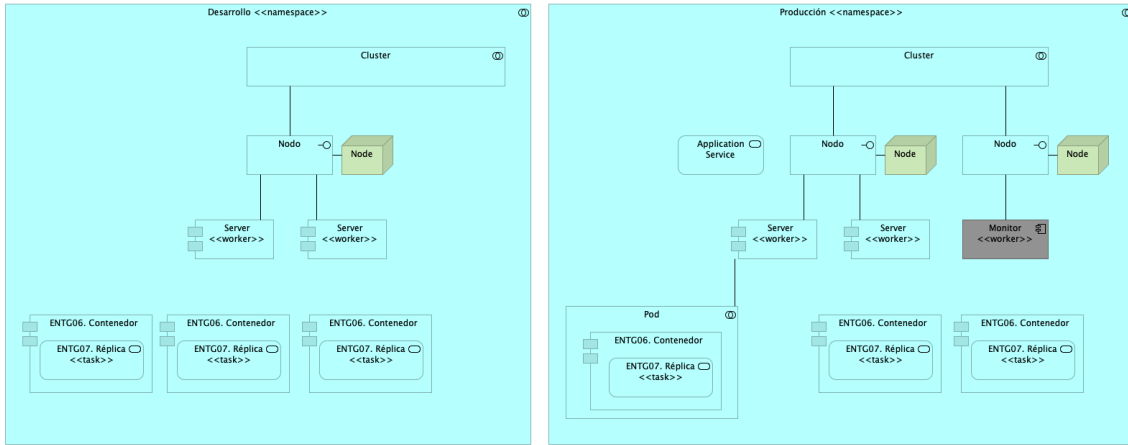 Desarrollo <<namespace>>
Cluster
Nodo
Node
Server
<<worker>>
Server
<<worker>>
ENTG06. Contenedor
ENTG07. Réplica
<<task>>
ENTG06. Contenedor
ENTG07. Réplica
<<task>>
ENTG06. Contenedor
ENTG07. Réplica
<<task>>
Producción <<namespace>>
Cluster
Application
Service
Nodo
Node
Nodo
Node
Server
<<worker>>
Server
<<worker>>
Monitor
<<worker>>
Pod
ENTG06. Contenedor
ENTG07. Réplica
<<task>>
ENTG06. Contenedor
ENTG07. Réplica
<<task>>
ENTG06. Contenedor
ENTG07. Réplica
<<task>>